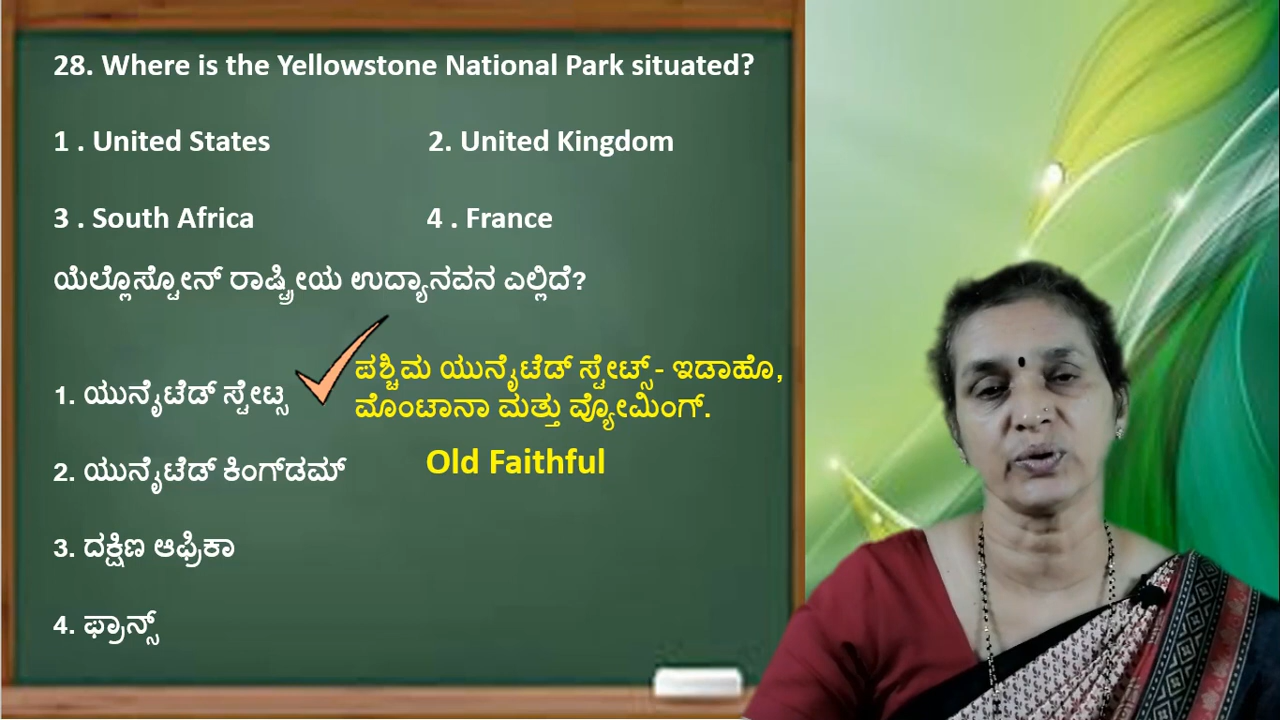 28. Where is the Yellowstone National Park situated?
1 . United States 2. United Kingdom
3 . South Africa 4 . France
ಯೆಲ್ಲೊಸ್ಟೋನ್ ರಾಷ್ಟ್ರೀಯ ಉದ್ಯಾನವನ ಎಲ್ಲಿದೆ?
1. ಯುನೈಟೆಡ್ ಸ್ಟೇಟ್ಸ
ಪಶ್ಚಿಮ ಯುನೈಟೆಡ್ ಸ್ಟೇಟ್ಸ್- ಇಡಾಹೊ,
ಮೊಂಟಾನಾ ಮತ್ತು ವ್ಯೋಮಿಂಗ್.
2. ಯುನೈಟೆಡ್ ಕಿಂಗ್‌ಡಮ್
Old Faithful
3. ದಕ್ಷಿಣ ಆಫ್ರಿಕಾ
4. ಫ್ರಾನ್ಸ್